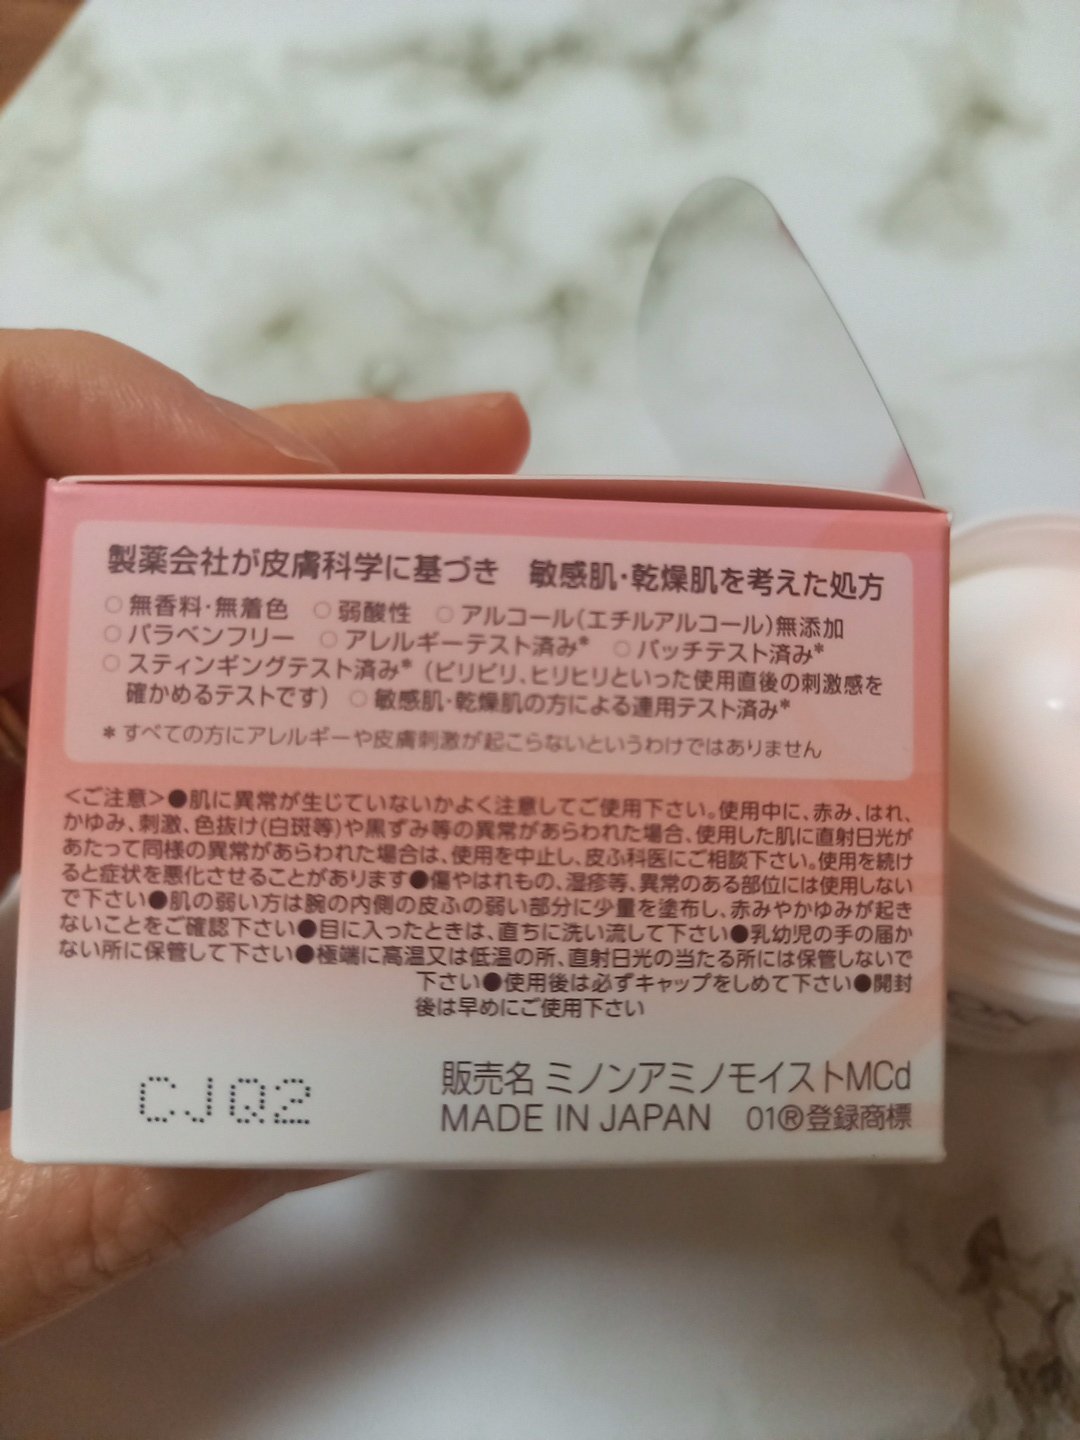 製薬会社が皮膚科学に基づき　敏感肌・乾燥肌を考えた処方
○ 無香料・無着色　○ 弱酸性　○ アルコール(エチルアルコール)無添加
○ パラベンフリー　○ アレルギーテスト済み*　○ パッチテスト済み*
○ スティンギングテスト済み*（ピリピリ、ヒリヒリといった使用直後の刺激感を
確かめるテストです）　○ 敏感肌・乾燥肌の方による連用テスト済み*
* すべての方にアレルギーや皮膚刺激が起こらないというわけではありません
<ご注意>●肌に異常が生じていないかよく注意してご使用下さい。使用中に、赤み、はれ、
かゆみ、刺激、色抜け(白斑等)や黒ずみ等の異常があらわれた場合、使用した肌に直射日光が
あたって同様の異常があらわれた場合は、使用を中止し、皮ふ科医にご相談下さい。使用を続け
ると症状を悪化させることがあります●傷やはれもの、湿疹等、異常のある部位には使用しない
で下さい●肌の弱い方は腕の内側の皮ふの弱い部分に少量を塗布し、赤みやかゆみが起き
ないことをご確認下さい●目に入ったときは、直ちに洗い流して下さい●乳幼児の手の届か
ない所に保管して下さい●極端に高温又は低温の所、直射日光の当たる所には保管しないで
下さい●使用後は必ずキャップをしめて下さい●開封
後は早めにご使用下さい
販売名 ミノンアミノモイストMCd
CJQ2
MADE IN JAPAN　01®登録商標